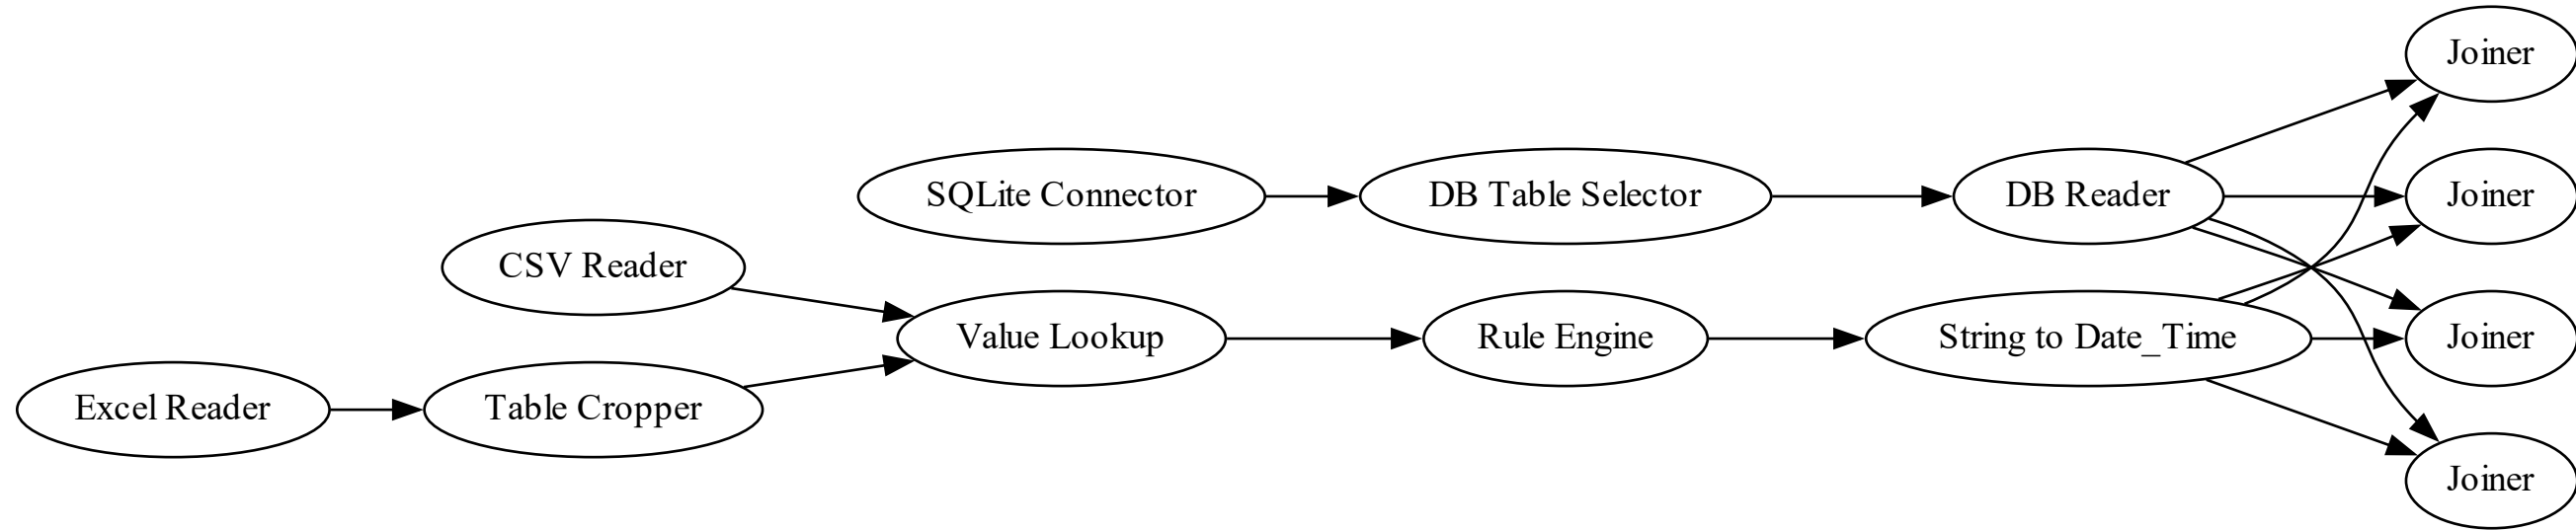 Joiner
SQLite Connector
DB Table Selector
DB Reader
Joiner
CSV Reader
Value Lookup
Rule Engine
String to Date_Time
Joiner
Excel Reader
Table Cropper
Joiner